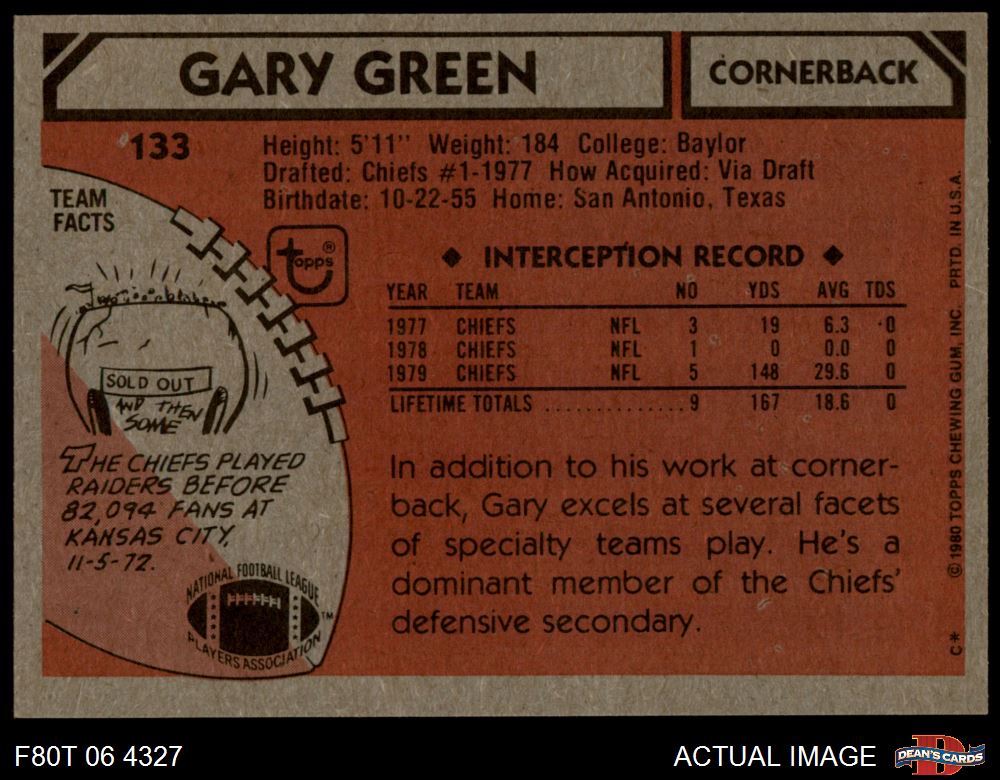 GARY GREEN
CORNERBACK
133
Height: 5'11" Weight: 184 College: Baylor
Drafted: Chiefs #1-1977 How Acquired: Via Draft
Birthdate: 10-22-55 Home: San Antonio, Texas
TEAM
FACTS
topps®
SOLD OUT
AND THEN
SOME
THE CHIEFS PLAYED
RAIDERS BEFORE
82,094 FANS AT
KANSAS CITY,
11-5-72.
NATIONAL FOOTBALL LEAGUE
PLAYERS ASSOCIATION
TM
◆ INTERCEPTION RECORD ◆
YEAR TEAM NO YDS AVG TDS
1977 CHIEFS NFL 3 19 6.3 0
1978 CHIEFS NFL 1 0 0.0 0
1979 CHIEFS NFL 5 148 29.6 0
LIFETIME TOTALS ..............9 167 18.6 0
In addition to his work at corner-
back, Gary excels at several facets
of specialty teams play. He's a
dominant member of the Chiefs'
defensive secondary.
C* © 1980 TOPPS CHEWING GUM, INC. PRTD. IN U.S.A.
F80T 06 4327
ACTUAL IMAGE
D
DEAN'S CARDS